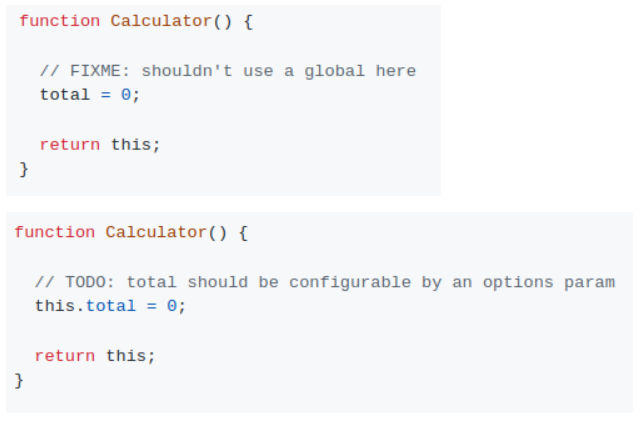 function Calculator() {
// FIXME: shouldn't use a global here
total = 0;
return this;
}
function Calculator() {
// TODO: total should be configurable by an options param
this.total = 0;
return this;
}